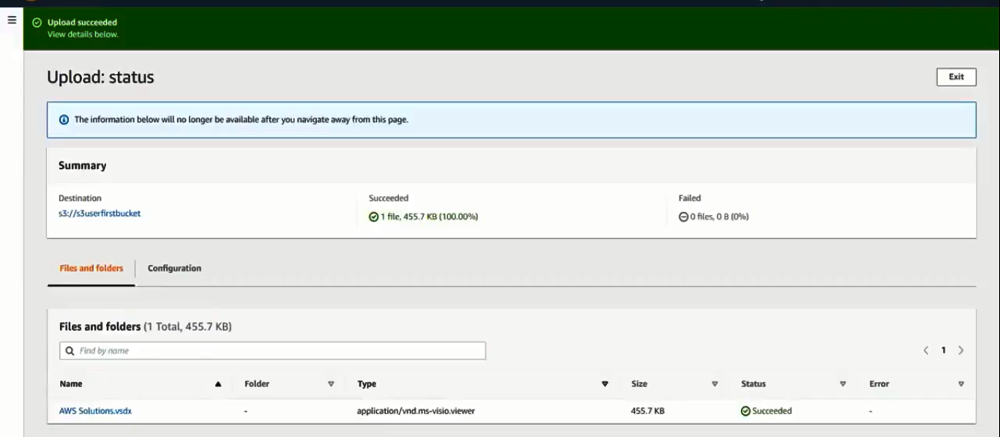 Upload succeeded
View details below.
Upload: status
Exit
The information below will no longer be available after you navigate away from this page.
Summary
Destination
s3://s3userfirstbucket
Succeeded
1 file, 455.7 KB (100.00%)
Failed
0 files, 0 B (0%)
Files and folders
Configuration
Files and folders (1 Total, 455.7 KB)
Find by name
1
Name Folder Type Size Status Error
AWS Solutions.vsdx - application/vnd.ms-visio.viewer 455.7 KB Succeeded -